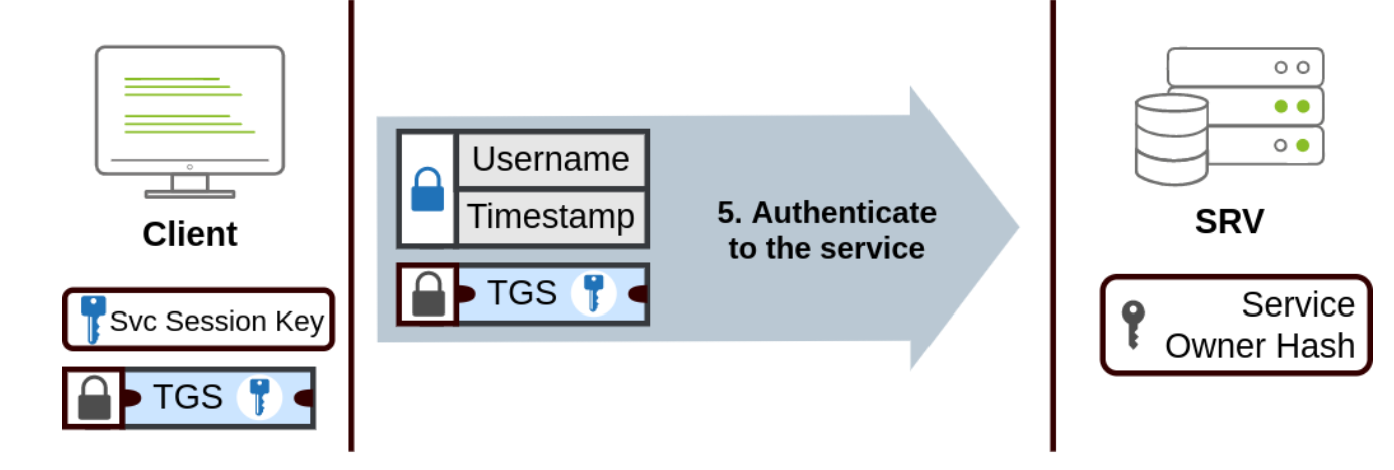 Client
Svc Session Key
TGS
Username
Timestamp
TGS
5. Authenticate
to the service
SRV
Service
Owner Hash